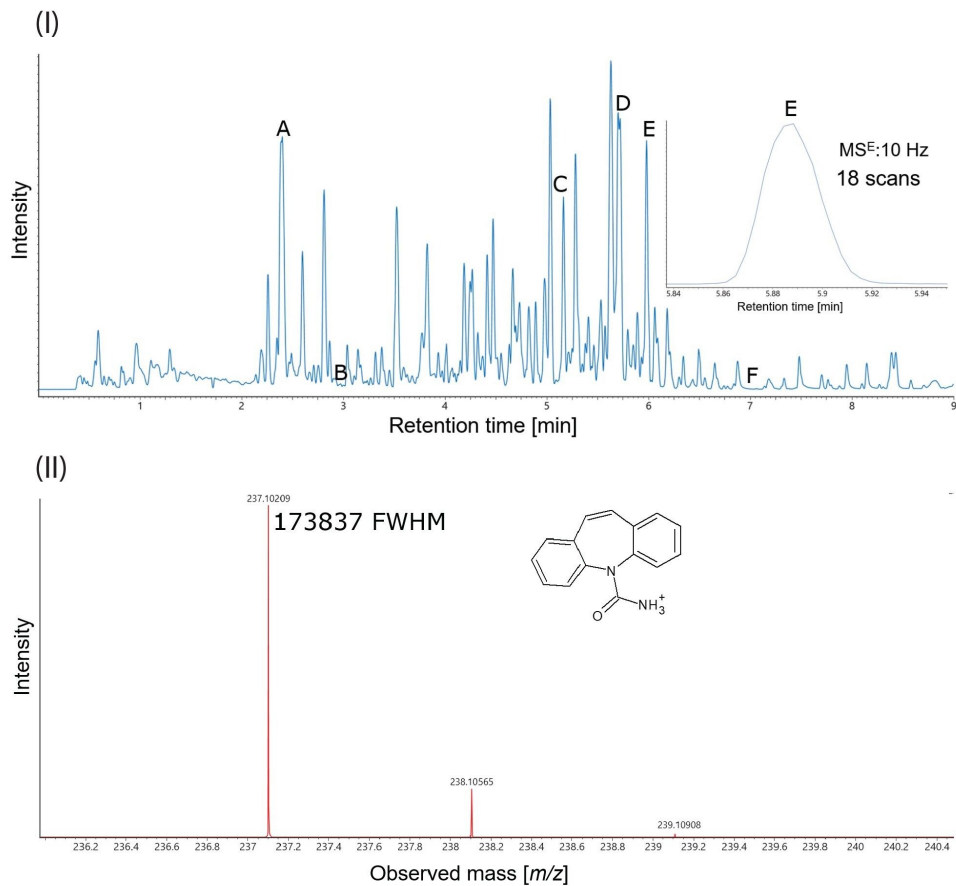 (I)
Intensity
A
B
C
D
E
F
E
MSᴱ:10 Hz
18 scans
5.84 5.86 5.88 5.9 5.92 5.94
Retention time [min]
1 2 3 4 5 6 7 8 9
Retention time [min]
(II)
Intensity
237.10209
173837 FWHM
238.10565
239.10908
N
O
NH₃⁺
236.2 236.4 236.6 236.8 237 237.2 237.4 237.6 237.8 238 238.2 238.4 238.6 238.8 239 239.2 239.4 239.6 239.8 240 240.2 240.4
Observed mass [m/z]